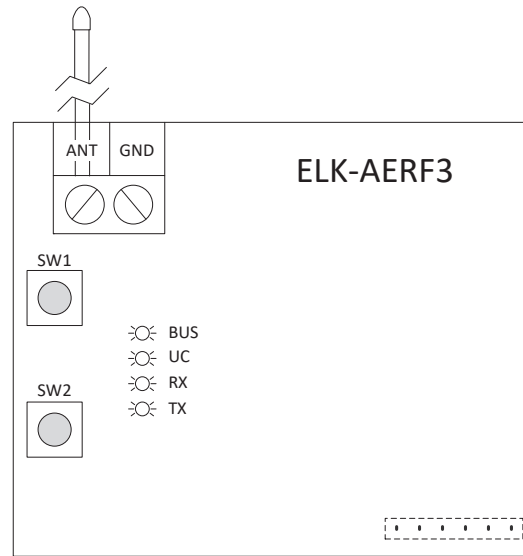 ANT GND
ELK-AERF3
SW1
BUS
UC
RX
SW2
TX